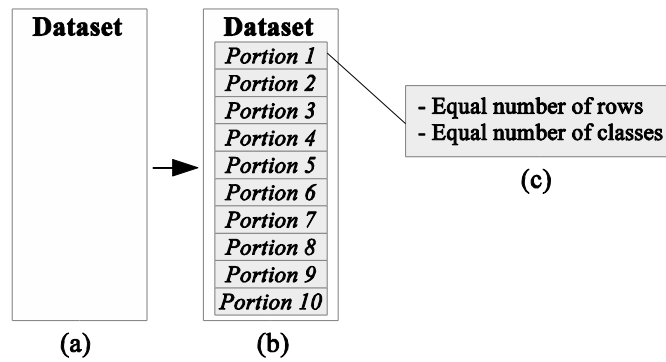 Dataset
Dataset
Portion 1
Portion 2
Portion 3
Portion 4
Portion 5
Portion 6
Portion 7
Portion 8
Portion 9
Portion 10
- Equal number of rows
- Equal number of classes
(a)
(b)
(c)